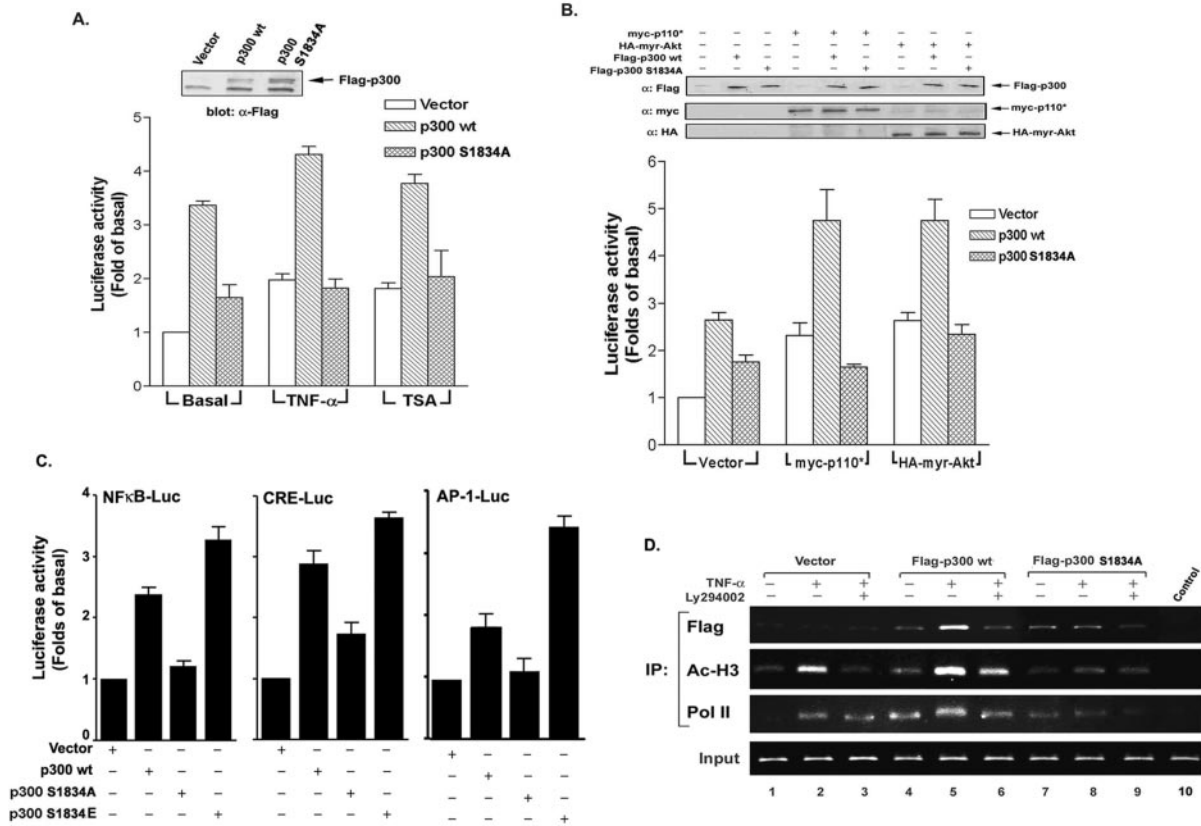 A.
Vector
p300 wt
p300 S1834A
Flag-p300
blot: α-Flag
Vector
p300 wt
p300 S1834A
Luciferase activity
(Fold of basal)
5
4
3
2
1
0
Basal
TNF-α
TSA
B.
myc-p110* – – – + + + – – –
HA-myr-Akt – – – – – – + + +
Flag-p300 wt – + – – + – – + –
Flag-p300 S1834A – – + – – + – – +
α: Flag
Flag-p300
α: myc
myc-p110*
α: HA
HA-myr-Akt
Luciferase activity
(Folds of basal)
6
5
4
3
2
1
0
Vector
p300 wt
p300 S1834A
Vector
myc-p110*
HA-myr-Akt
C.
NFκB-Luc
CRE-Luc
AP-1-Luc
Luciferase activity
(Folds of basal)
4
3
2
1
0
Vector + – – – + – – – + – – –
p300 wt – + – – – + – – – + – –
p300 S1834A – – + – – – + – – – + –
p300 S1834E – – – + – – – + – – – +
D.
Vector
Flag-p300 wt
Flag-p300 S1834A
Control
TNF-α – + + – + + – + +
Ly294002 – – + – – + – – +
IP:
Flag
Ac-H3
Pol II
Input
1 2 3 4 5 6 7 8 9 10